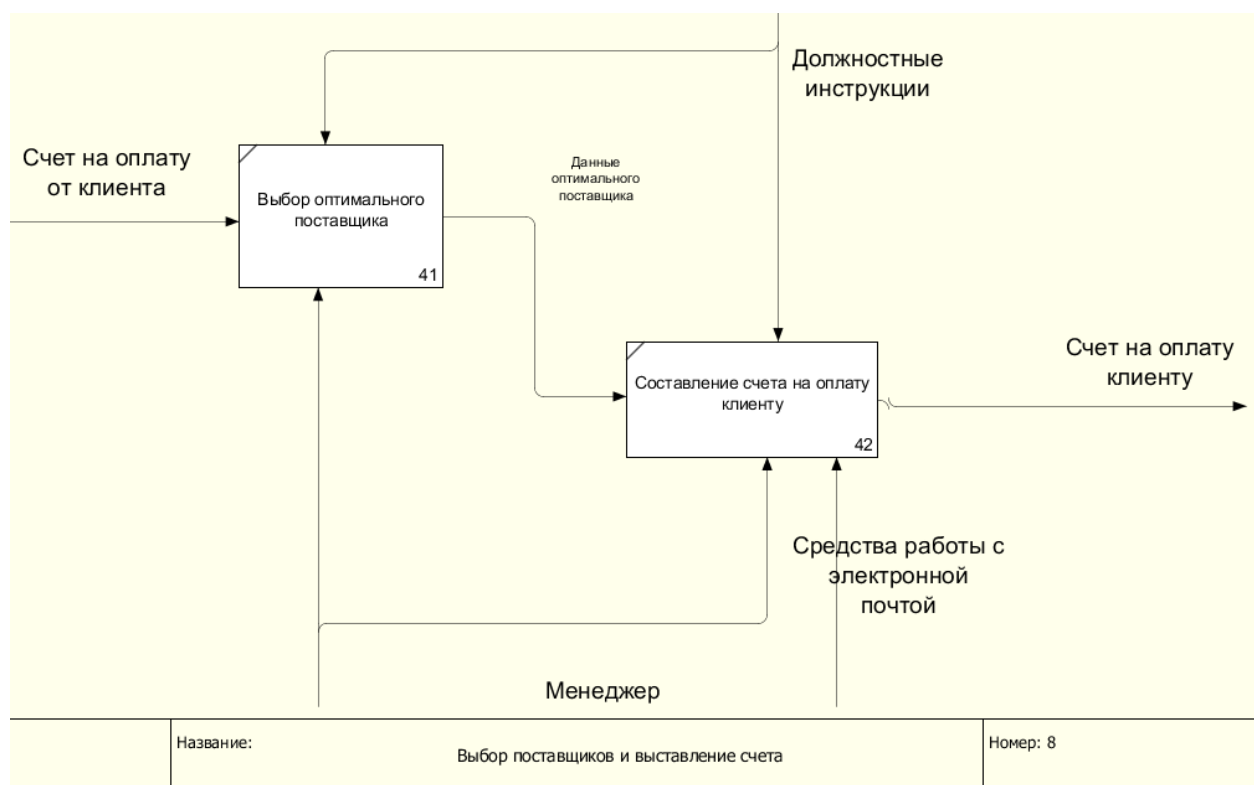 Должностные
инструкции
Счет на оплату
от клиента
Данные
оптимального
поставщика
Выбор оптимального
поставщика
41
Счет на оплату
клиенту
Составление счета на оплату
клиенту
42
Средства работы с
электронной
почтой
Менеджер
Название:
Выбор поставщиков и выставление счета
Номер: 8